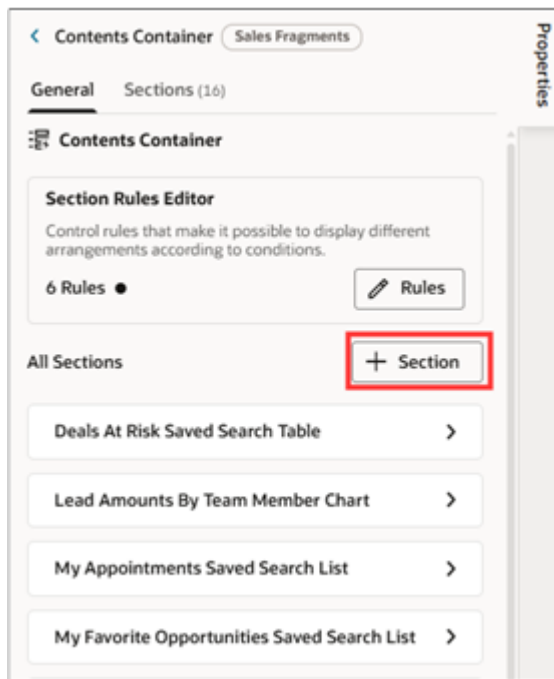 Contents Container Sales Fragments
Properties
General Sections (16)
Contents Container
Section Rules Editor
Control rules that make it possible to display different
arrangements according to conditions.
6 Rules ● Rules
All Sections + Section
Deals At Risk Saved Search Table
Lead Amounts By Team Member Chart
My Appointments Saved Search List
My Favorite Opportunities Saved Search List